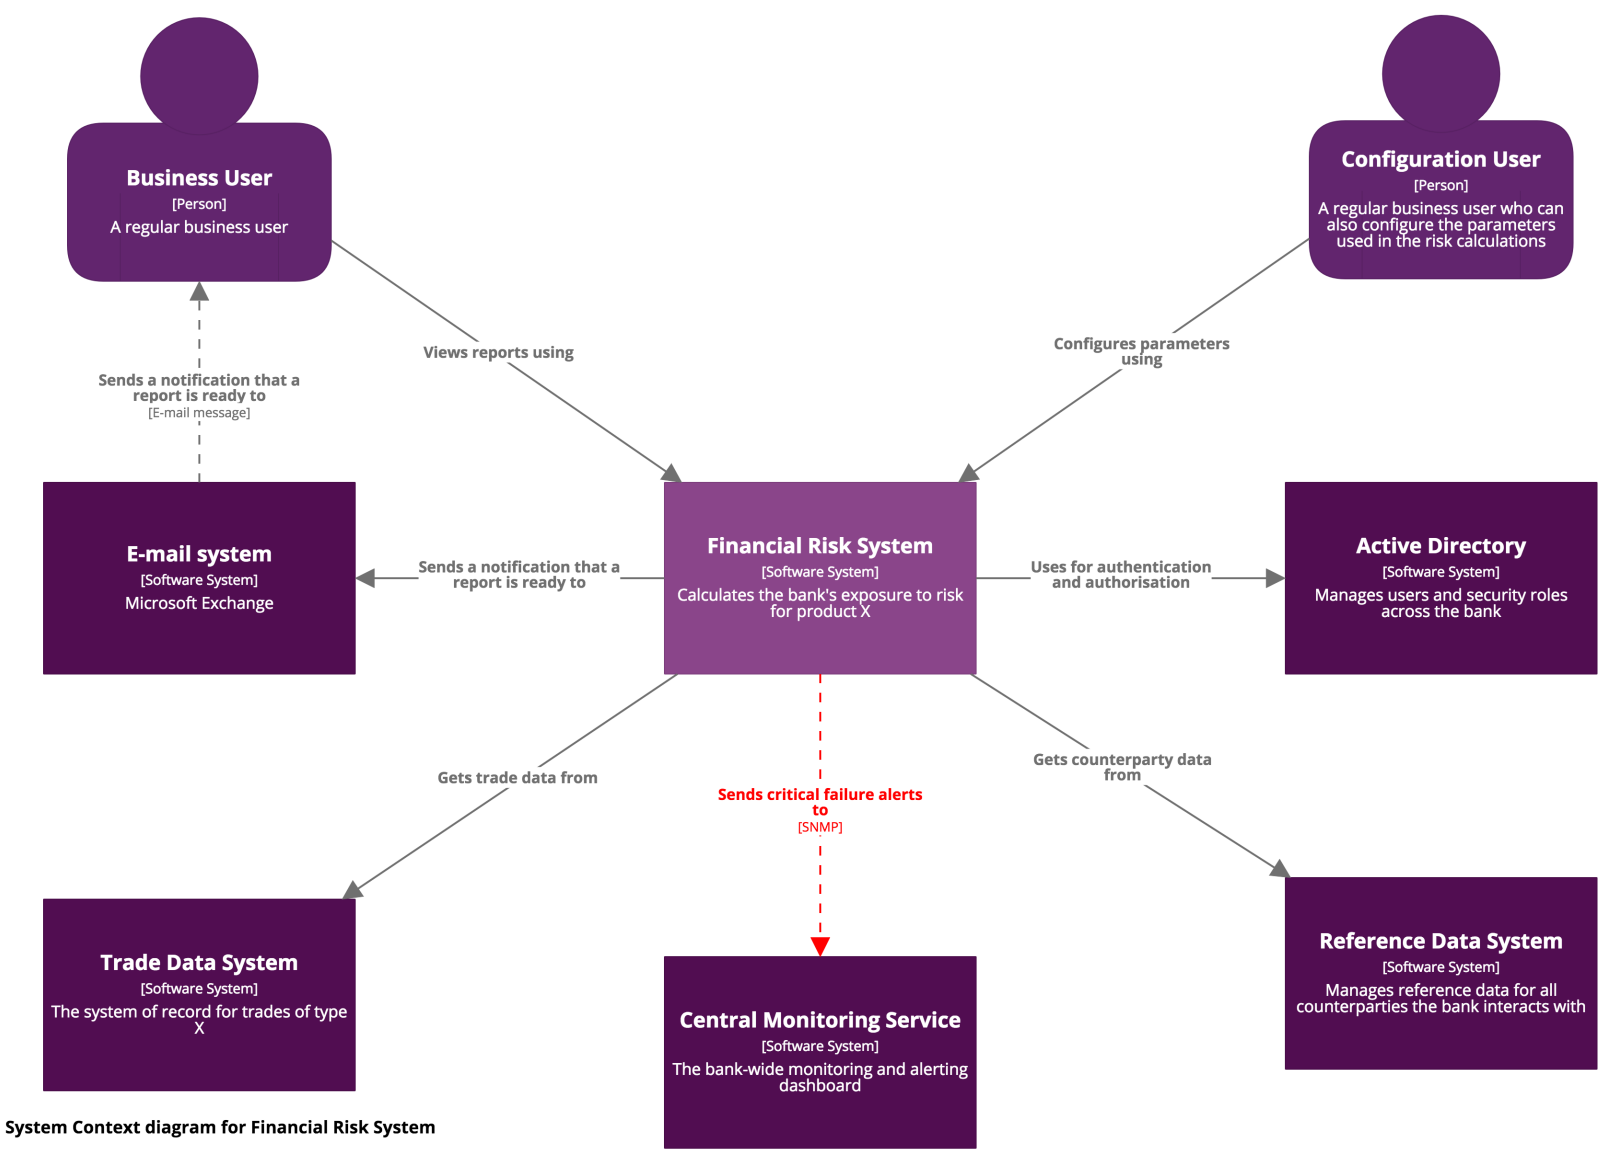 Business User
[Person]
A regular business user
Configuration User
[Person]
A regular business user who can
also configure the parameters
used in the risk calculations
Views reports using
Configures parameters
using
Sends a notification that a
report is ready to
[E-mail message]
E-mail system
[Software System]
Microsoft Exchange
Sends a notification that a
report is ready to
Financial Risk System
[Software System]
Calculates the bank's exposure to risk
for product X
Uses for authentication
and authorisation
Active Directory
[Software System]
Manages users and security roles
across the bank
Gets trade data from
Sends critical failure alerts
to
[SNMP]
Gets counterparty data
from
Trade Data System
[Software System]
The system of record for trades of type
X
Central Monitoring Service
[Software System]
The bank-wide monitoring and alerting
dashboard
Reference Data System
[Software System]
Manages reference data for all
counterparties the bank interacts with
System Context diagram for Financial Risk System